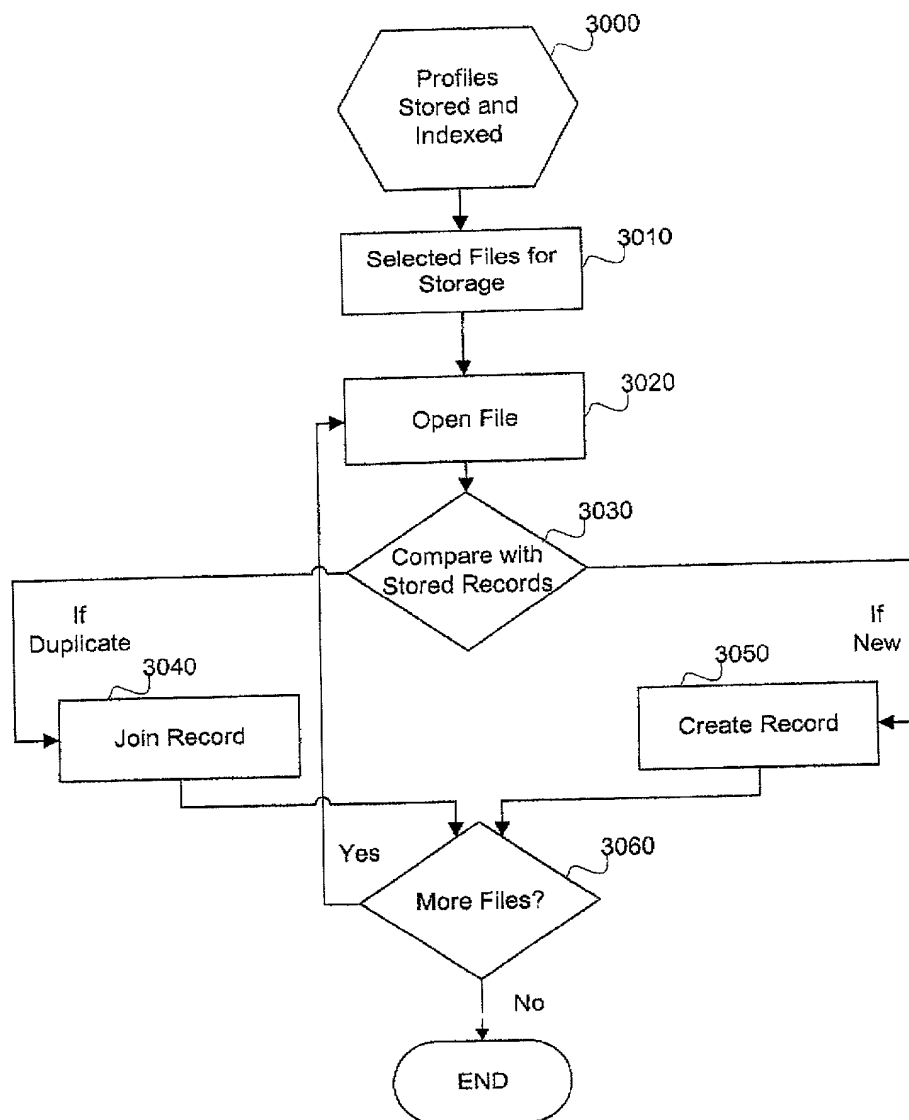 3000
Profiles
Stored and
Indexed
3010
Selected Files for
Storage
3020
Open File
3030
Compare with
Stored Records
If
Duplicate
If
New
3040
Join Record
3050
Create Record
3060
Yes
More Files?
No
END